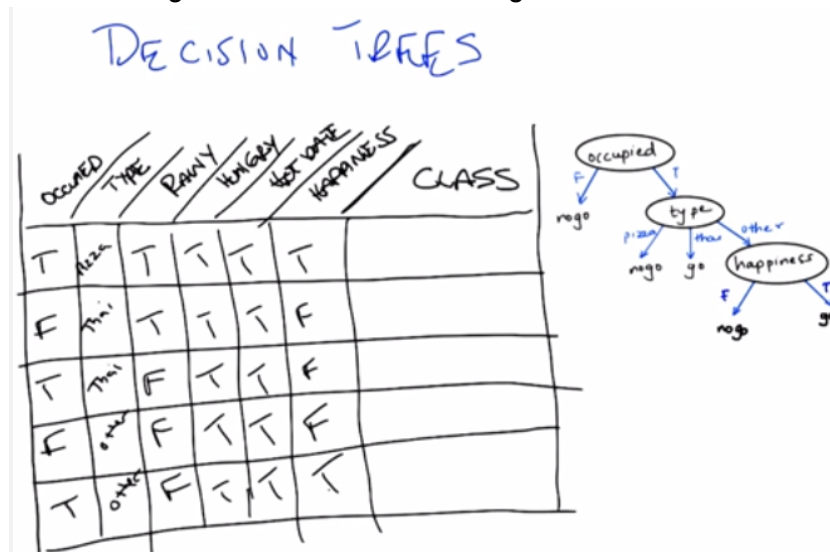 DECISION TREES
OCCUPIED TYPE RAINY HUNGRY HOT DATE HAPPINESS CLASS
T Pizza T T T T
F Thai T T T F
T Thai F T T F
F other F T T F
T other F T T T
occupied
F T
nogo type
pizza thai other
nogo go happiness
F T
nogo